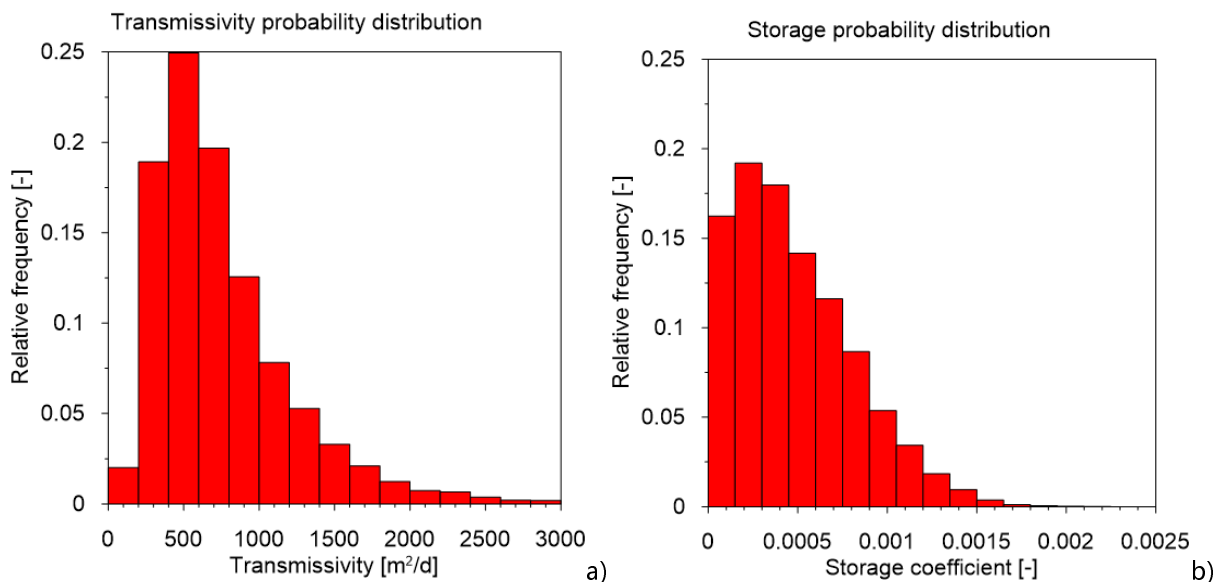 Transmissivity probability distribution
0.25
0.2
0.15
0.1
0.05
0
Relative frequency [-]
0 500 1000 1500 2000 2500 3000
Transmissivity [m²/d]
a)
Storage probability distribution
0.25
0.2
0.15
0.1
0.05
0
Relative frequency [-]
0 0.0005 0.001 0.0015 0.002 0.0025
Storage coefficient [-]
b)